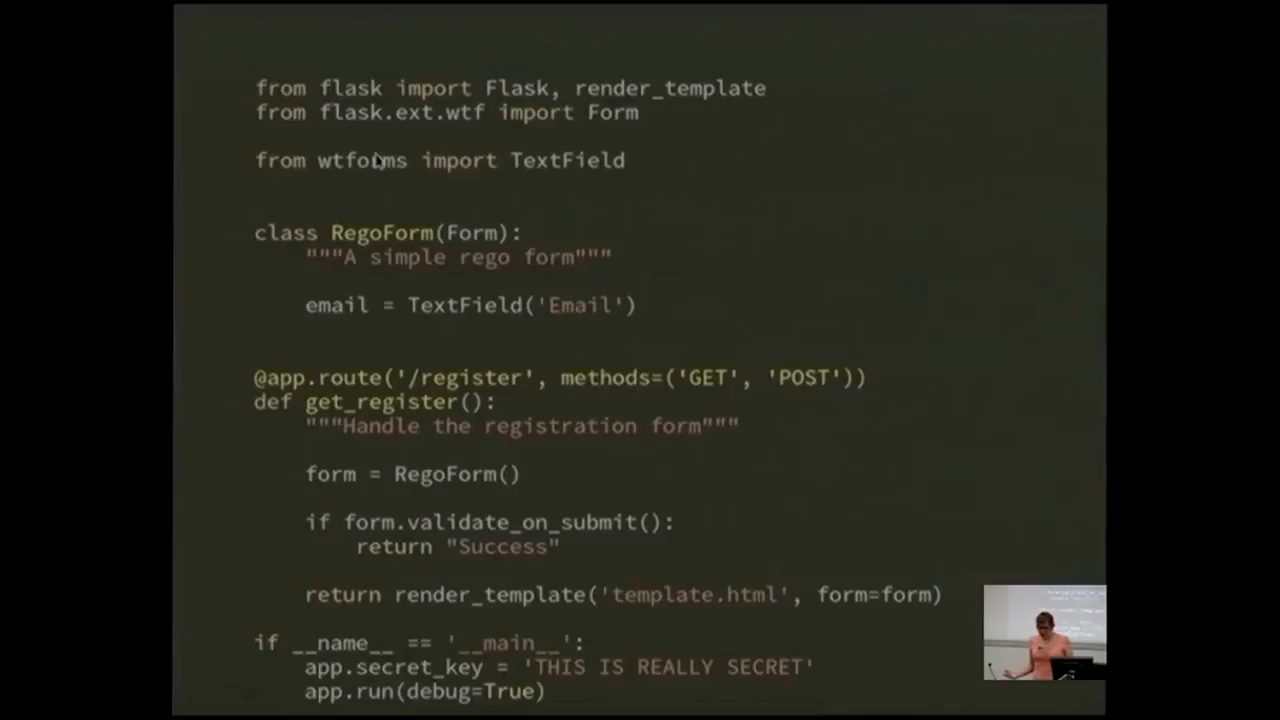 from flask import Flask, render_template
from flask.ext.wtf import Form
from wtforms import TextField
class RegoForm(Form):
"""A simple rego form"""
email = TextField('Email')
@app.route('/register', methods=('GET', 'POST'))
def get_register():
"""Handle the registration form"""
form = RegoForm()
if form.validate_on_submit():
return "Success"
return render_template('template.html', form=form)
if __name__ == '__main__':
app.secret_key = 'THIS IS REALLY SECRET'
app.run(debug=True)